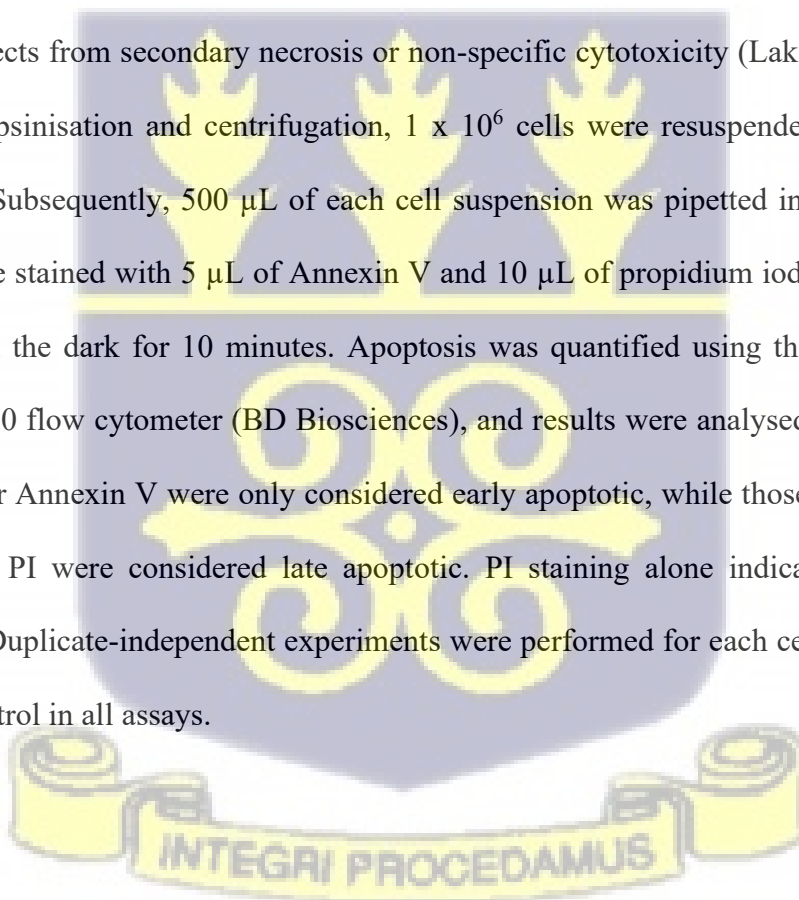 ects from secondary necrosis or non-specific cytotoxicity (Lak
psinisation and centrifugation, 1 x 10⁶ cells were resuspende
Subsequently, 500 µL of each cell suspension was pipetted in
e stained with 5 µL of Annexin V and 10 µL of propidium iod
the dark for 10 minutes. Apoptosis was quantified using th
0 flow cytometer (BD Biosciences), and results were analysed
r Annexin V were only considered early apoptotic, while those
PI were considered late apoptotic. PI staining alone indica
Duplicate-independent experiments were performed for each ce
trol in all assays.
INTEGRI PROCEDAMUS